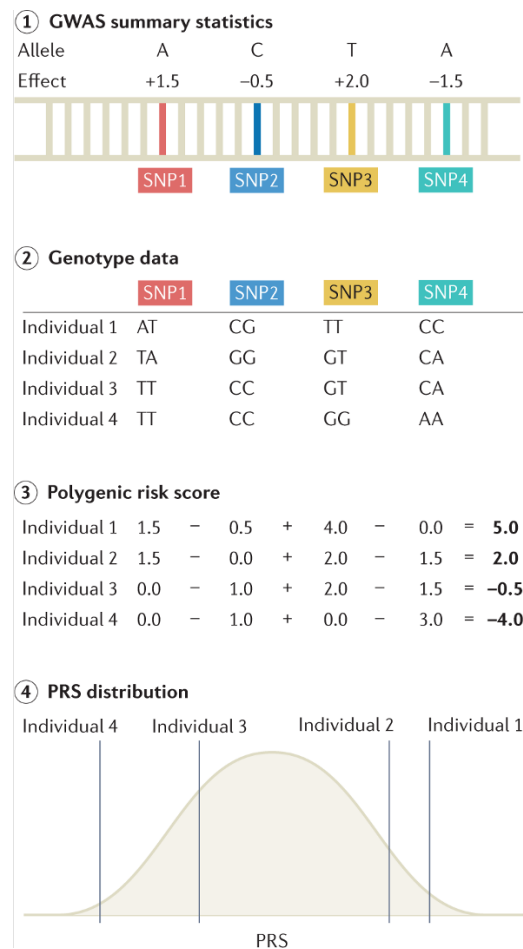 1 GWAS summary statistics
Allele A C T A
Effect +1.5 −0.5 +2.0 −1.5
SNP1 SNP2 SNP3 SNP4
2 Genotype data
SNP1 SNP2 SNP3 SNP4
Individual 1 AT CG TT CC
Individual 2 TA GG GT CA
Individual 3 TT CC GT CA
Individual 4 TT CC GG AA
3 Polygenic risk score
Individual 1 1.5 − 0.5 + 4.0 − 0.0 = 5.0
Individual 2 1.5 − 0.0 + 2.0 − 1.5 = 2.0
Individual 3 0.0 − 1.0 + 2.0 − 1.5 = −0.5
Individual 4 0.0 − 1.0 + 0.0 − 3.0 = −4.0
4 PRS distribution
Individual 4 Individual 3 Individual 2 Individual 1
PRS